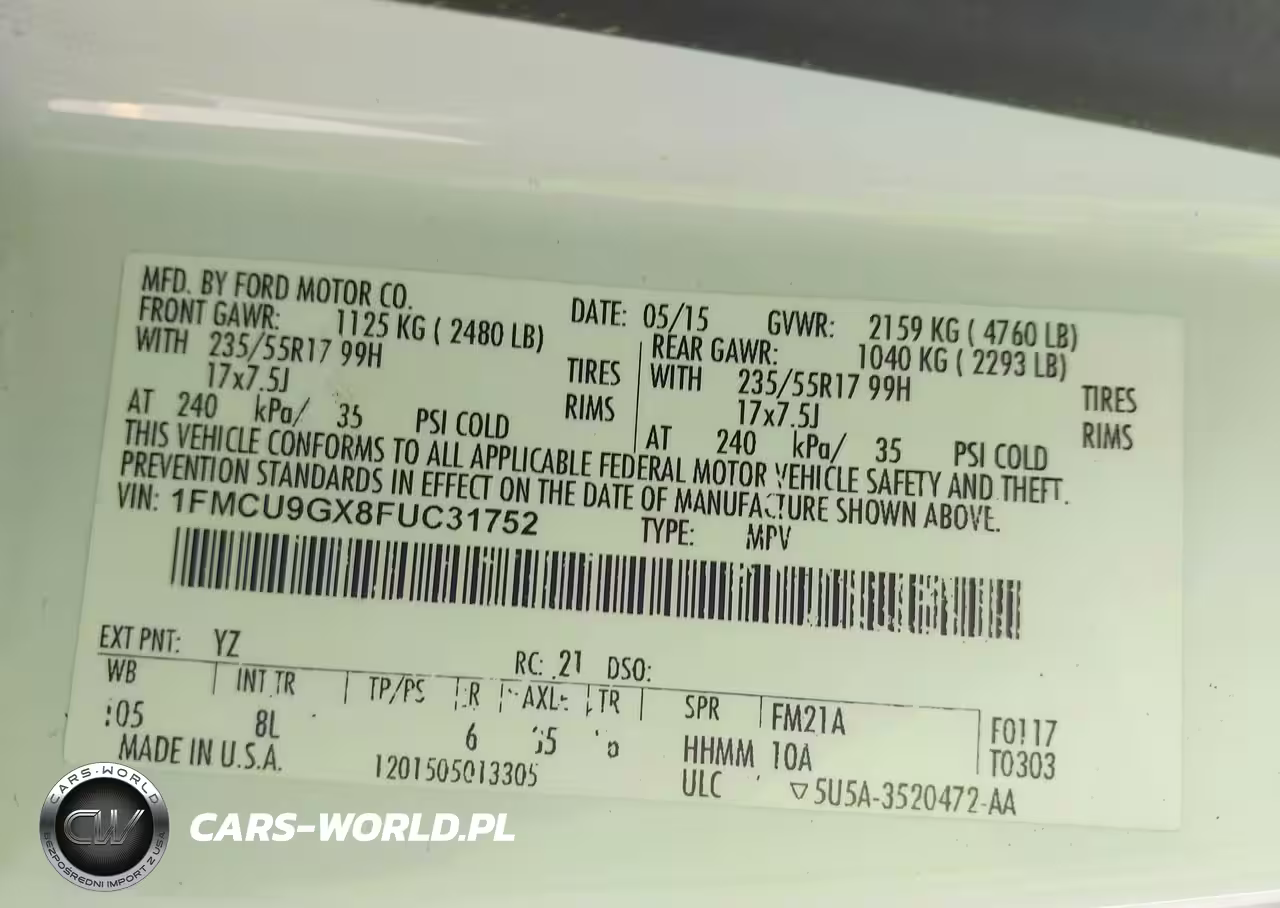 MFD. BY FORD MOTOR CO. DATE: 05/15 GVWR: 2159 KG ( 4760 LB)
FRONT GAWR: 1125 KG ( 2480 LB) REAR GAWR: 1040 KG ( 2293 LB)
WITH 235/55R17 99H TIRES WITH 235/55R17 99H TIRES
17x7.5J RIMS 17x7.5J RIMS
AT 240 kPa/ 35 PSI COLD AT 240 kPa/ 35 PSI COLD
THIS VEHICLE CONFORMS TO ALL APPLICABLE FEDERAL MOTOR VEHICLE SAFETY AND THEFT
PREVENTION STANDARDS IN EFFECT ON THE DATE OF MANUFACTURE SHOWN ABOVE.
VIN: 1FMCU9GX8FUC31752 TYPE: MPV
EXT PNT: YZ RC: 21 DSO:
WB INT TR TP/PS R AXL TR SPR FM21A F0117
8L 6 HHMM 10A T0303
MADE IN U.S.A. 1201505013305 ULC ▽5U5A-3520472-AA
CARS-WORLD
CW
BEZPOŚREDNI IMPORT Z USA
CARS-WORLD.PL